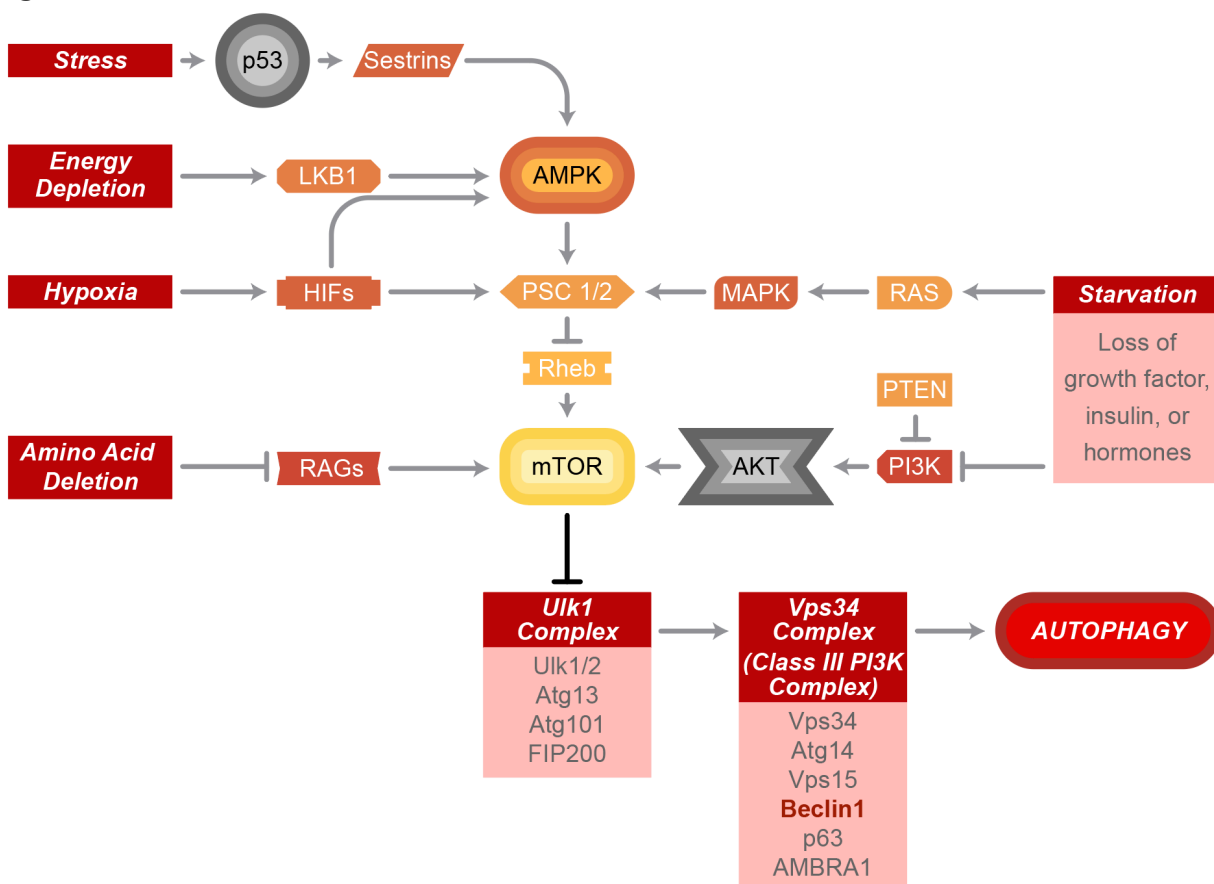 Stress
p53
Sestrins
Energy
Depletion
LKB1
AMPK
Hypoxia
HIFs
PSC 1/2
MAPK
RAS
Starvation
Loss of
growth factor,
insulin, or
hormones
Rheb
PTEN
Amino Acid
Deletion
RAGs
mTOR
AKT
PI3K
Ulk1
Complex
Ulk1/2
Atg13
Atg101
FIP200
Vps34
Complex
(Class III PI3K
Complex)
Vps34
Atg14
Vps15
Beclin1
p63
AMBRA1
AUTOPHAGY